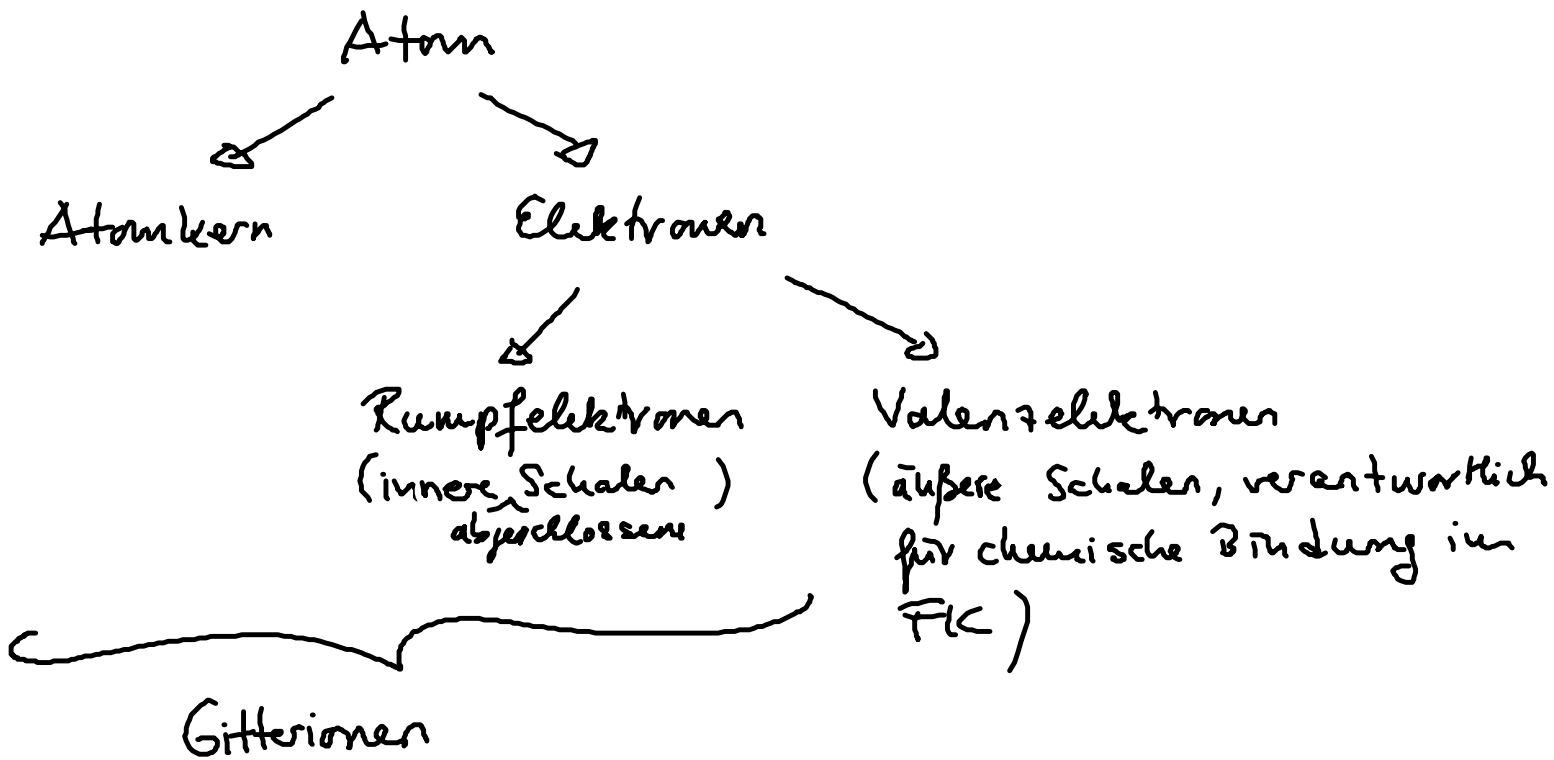 Atom
Atomkern Elektronen
Rumpfelektronen Valenzelektronen
(innere Schalen) (äußere Schalen, verantwortlich
abgeschlossene
für chemische Bindung im
FK)
Gitterionen